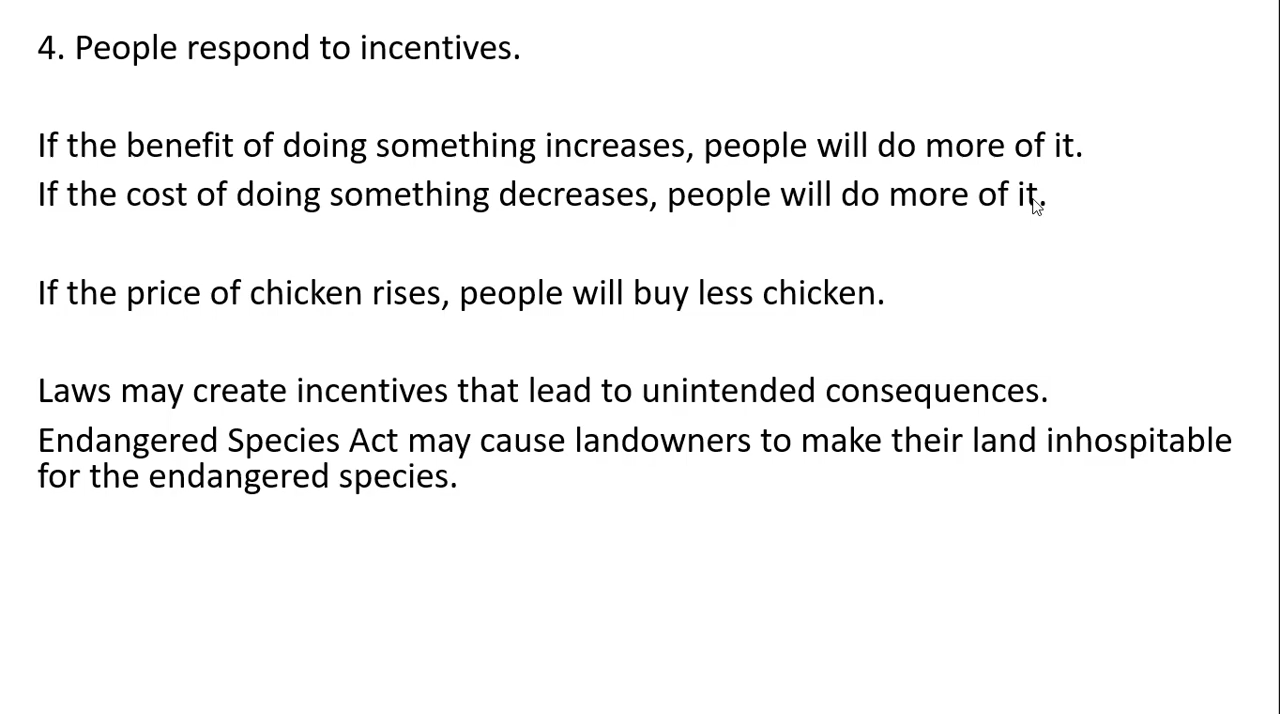 4. People respond to incentives.
If the benefit of doing something increases, people will do more of it.
If the cost of doing something decreases, people will do more of it.
If the price of chicken rises, people will buy less chicken.
Laws may create incentives that lead to unintended consequences.
Endangered Species Act may cause landowners to make their land inhospitable
for the endangered species.